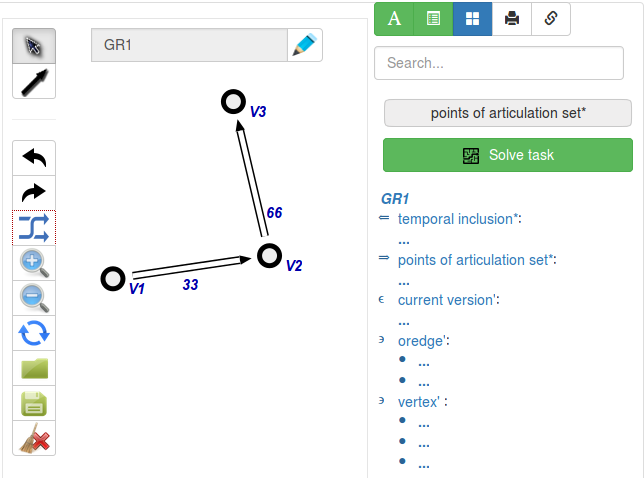 GR1
V3
66
V2
V1
33
A
Search...
points of articulation set*
Solve task
GR1
⇐ temporal inclusion*:
...
⇒ points of articulation set*:
...
ϵ current version':
...
϶ oredge':
• ...
• ...
϶ vertex' :
• ...
• ...
• ...